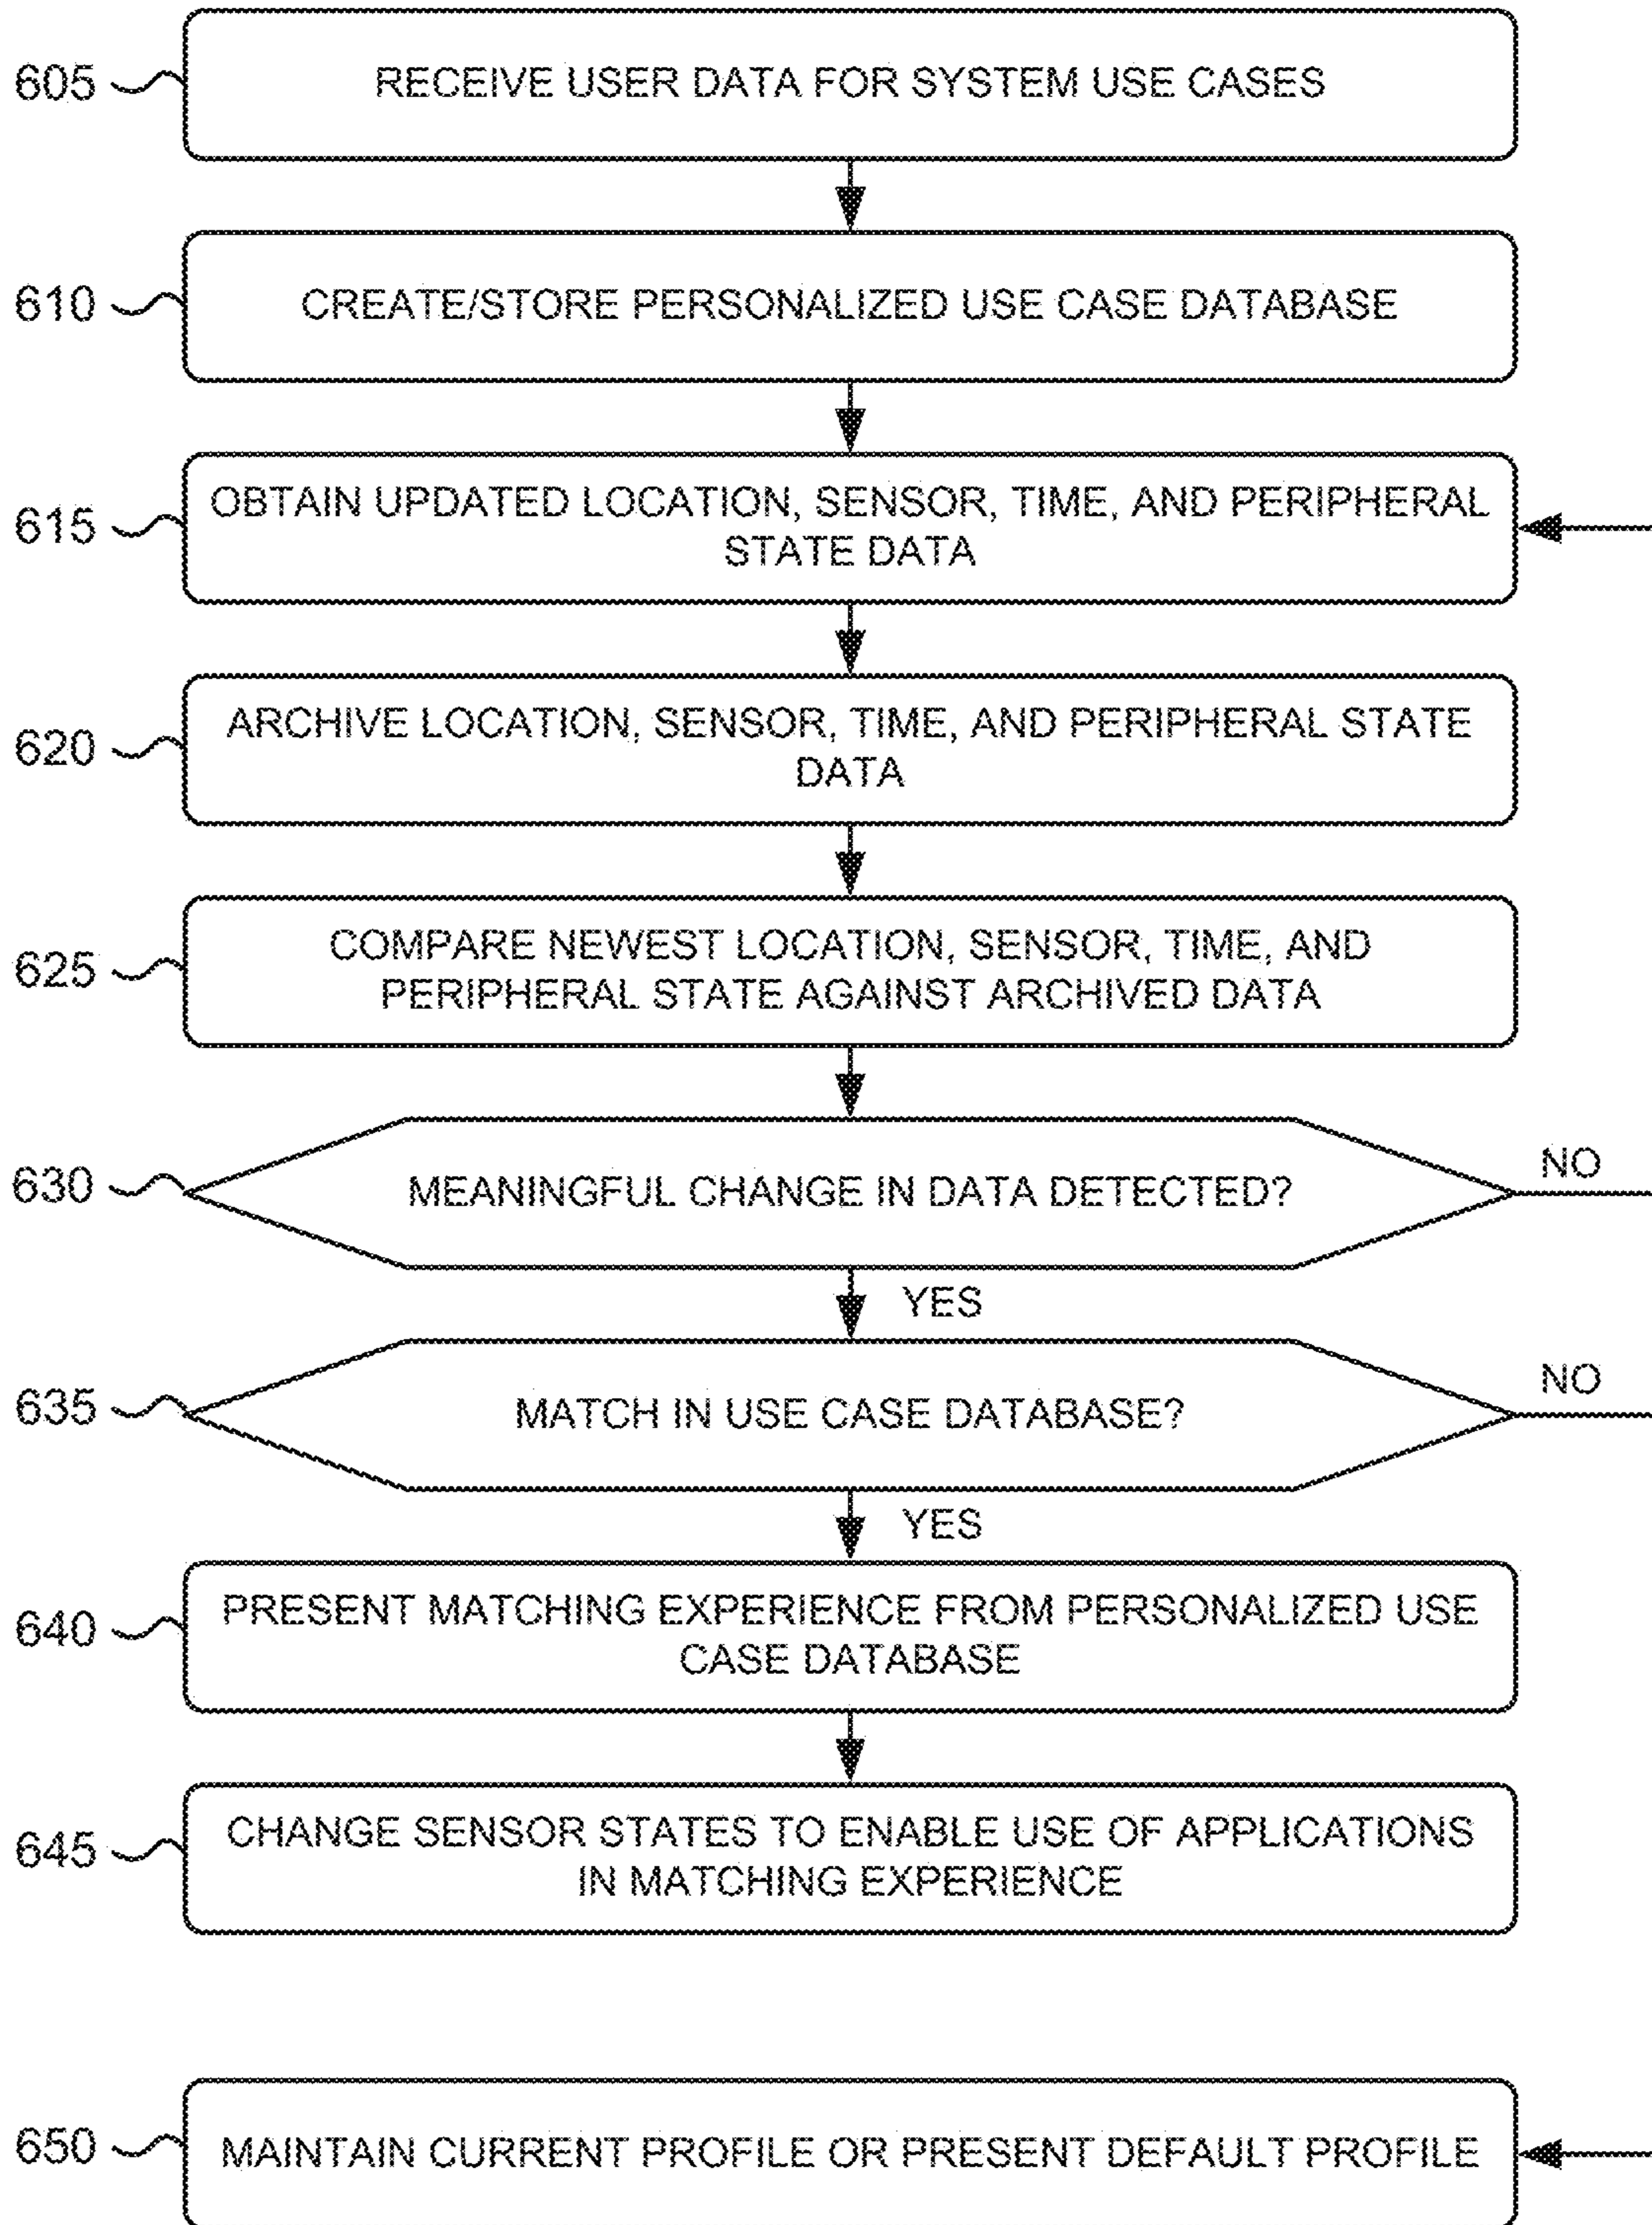 605
RECEIVE USER DATA FOR SYSTEM USE CASES
610
CREATE/STORE PERSONALIZED USE CASE DATABASE
615
OBTAIN UPDATED LOCATION, SENSOR, TIME, AND PERIPHERAL
STATE DATA
620
ARCHIVE LOCATION, SENSOR, TIME, AND PERIPHERAL STATE
DATA
625
COMPARE NEWEST LOCATION, SENSOR, TIME, AND
PERIPHERAL STATE AGAINST ARCHIVED DATA
630
MEANINGFUL CHANGE IN DATA DETECTED?
NO
YES
635
MATCH IN USE CASE DATABASE?
NO
YES
640
PRESENT MATCHING EXPERIENCE FROM PERSONALIZED USE
CASE DATABASE
645
CHANGE SENSOR STATES TO ENABLE USE OF APPLICATIONS
IN MATCHING EXPERIENCE
650
MAINTAIN CURRENT PROFILE OR PRESENT DEFAULT PROFILE